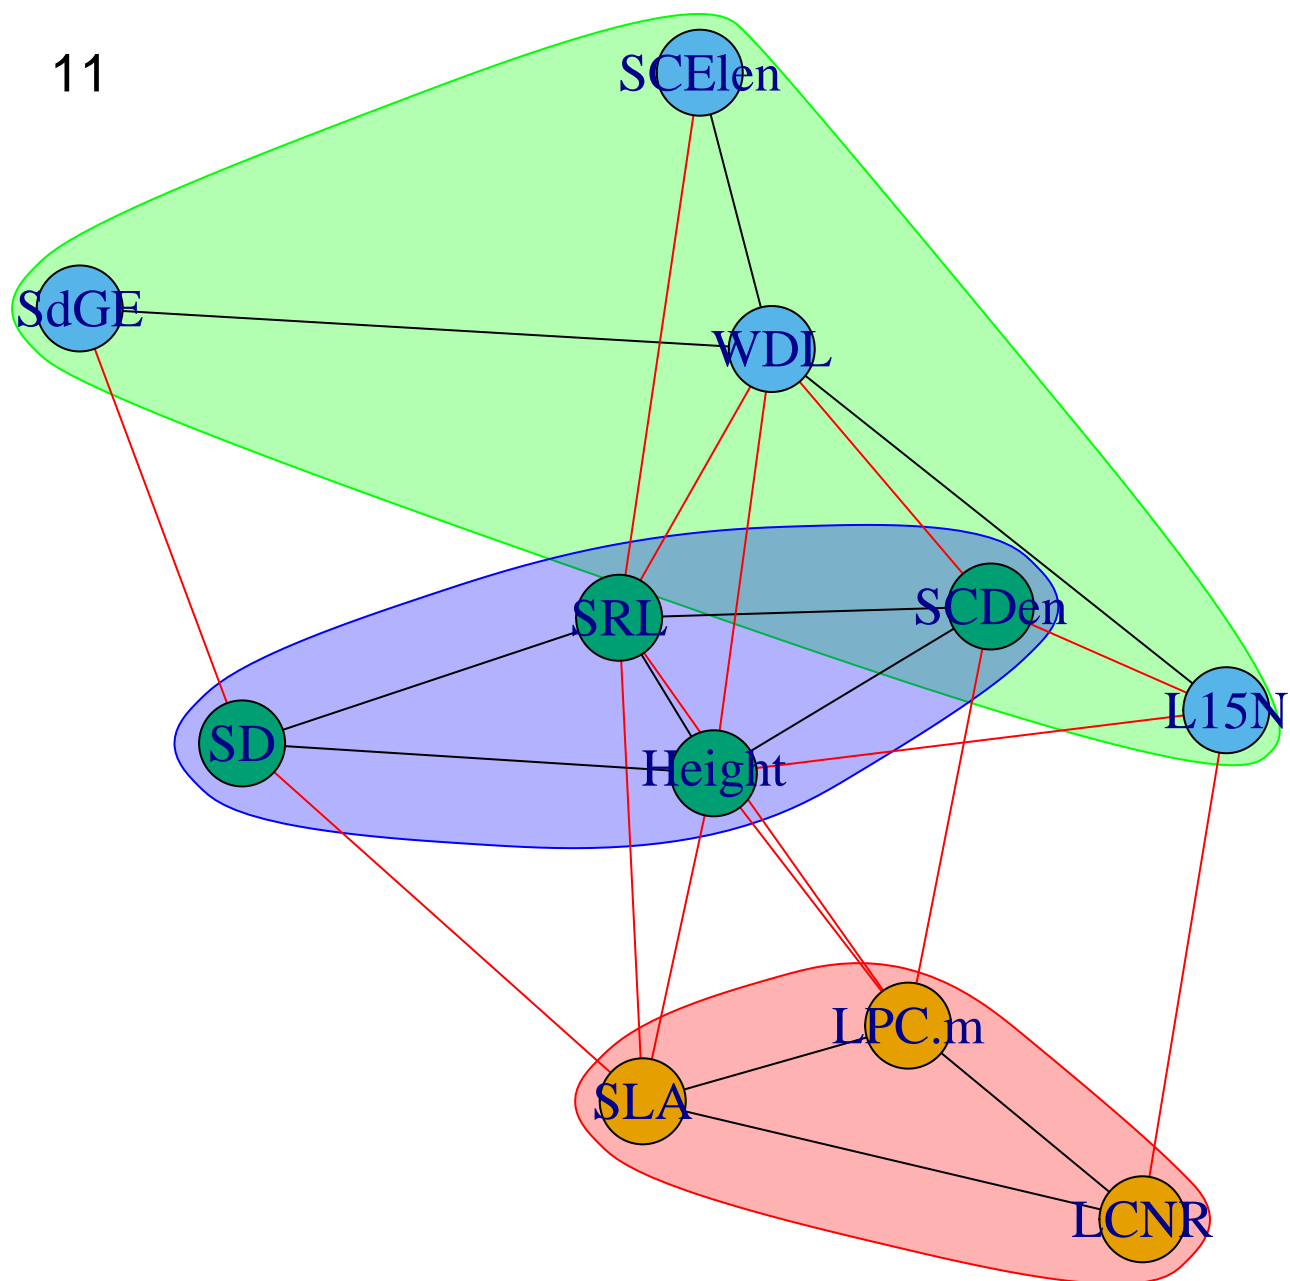 11
SCElen
SdGE
WDL
SRL
SCDen
L15N
SD
Height
LPC.m
SLA
LCNR